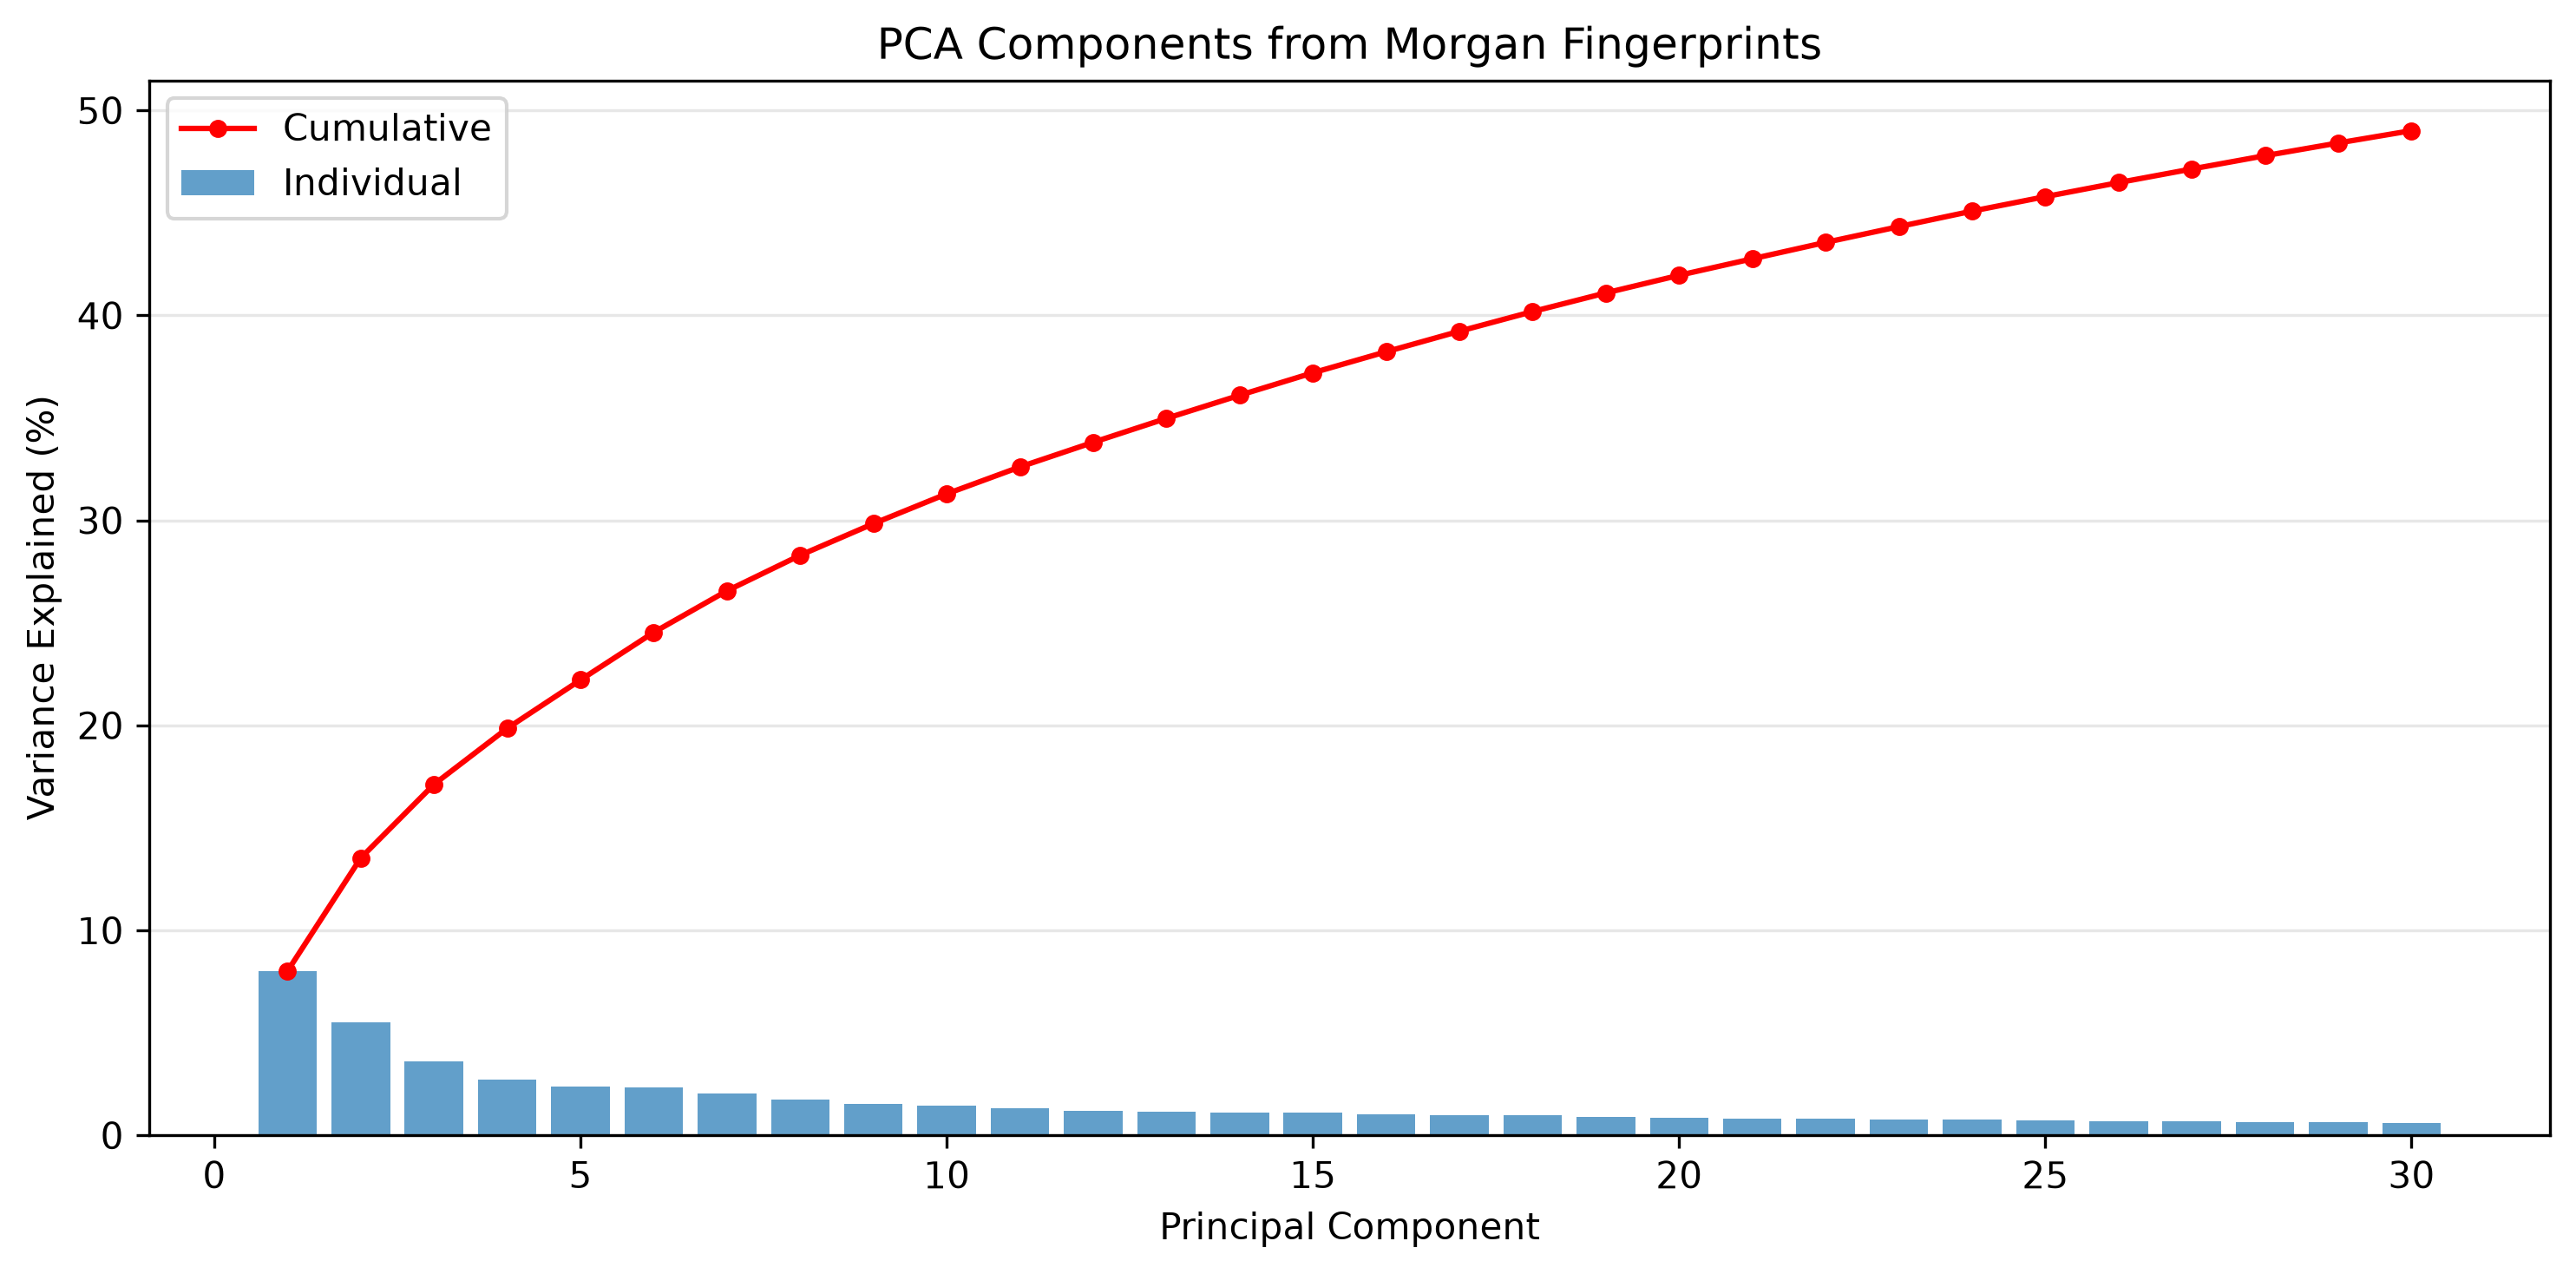 PCA Components from Morgan Fingerprints
Cumulative
Individual
Variance Explained (%)
50
40
30
20
10
0
0 5 10 15 20 25 30
Principal Component